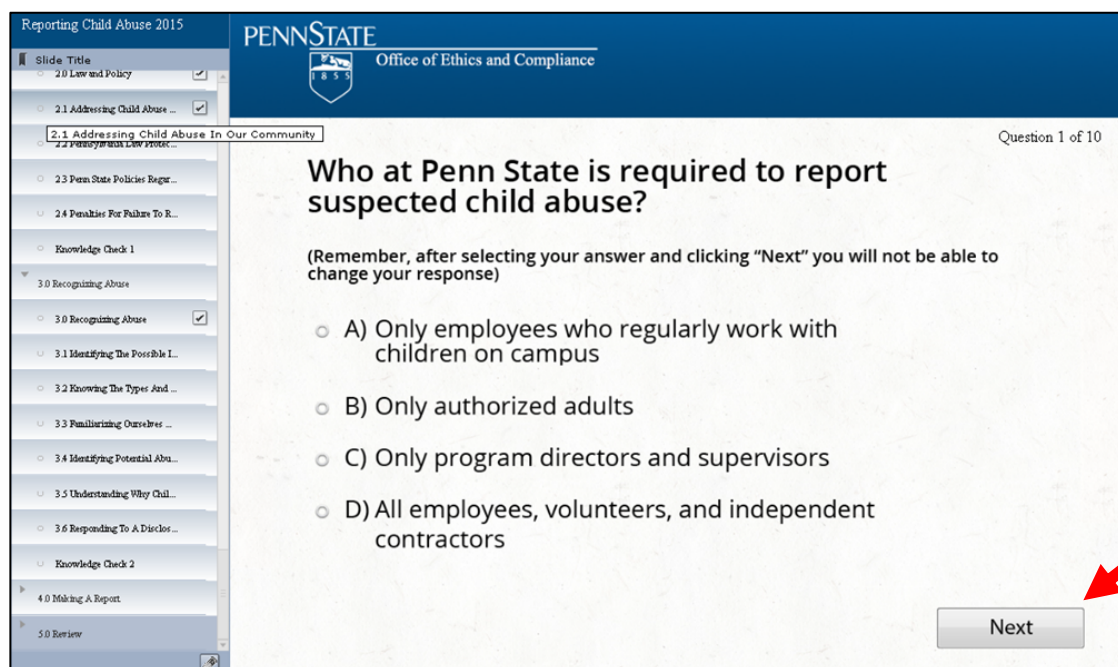 Reporting Child Abuse 2015
Slide Title
2.0 Law and Policy
2.1 Addressing Child Abuse ...
2.1 Addressing Child Abuse In Our Community
2.2 Pennsylvania Law Protec...
2.3 Penn State Policies Regar...
2.4 Penalties For Failure To R...
Knowledge Check 1
3.0 Recognizing Abuse
3.0 Recognizing Abuse
3.1 Identifying The Possible I...
3.2 Knowing The Types And ...
3.3 Familiarizing Ourselves ...
3.4 Identifying Potential Abu...
3.5 Understanding Why Chil...
3.6 Responding To A Disclos...
Knowledge Check 2
4.0 Making A Report
5.0 Review
PENNSTATE
1855
Office of Ethics and Compliance
Question 1 of 10
Who at Penn State is required to report
suspected child abuse?
(Remember, after selecting your answer and clicking “Next” you will not be able to
change your response)
A) Only employees who regularly work with
children on campus
B) Only authorized adults
C) Only program directors and supervisors
D) All employees, volunteers, and independent
contractors
Next